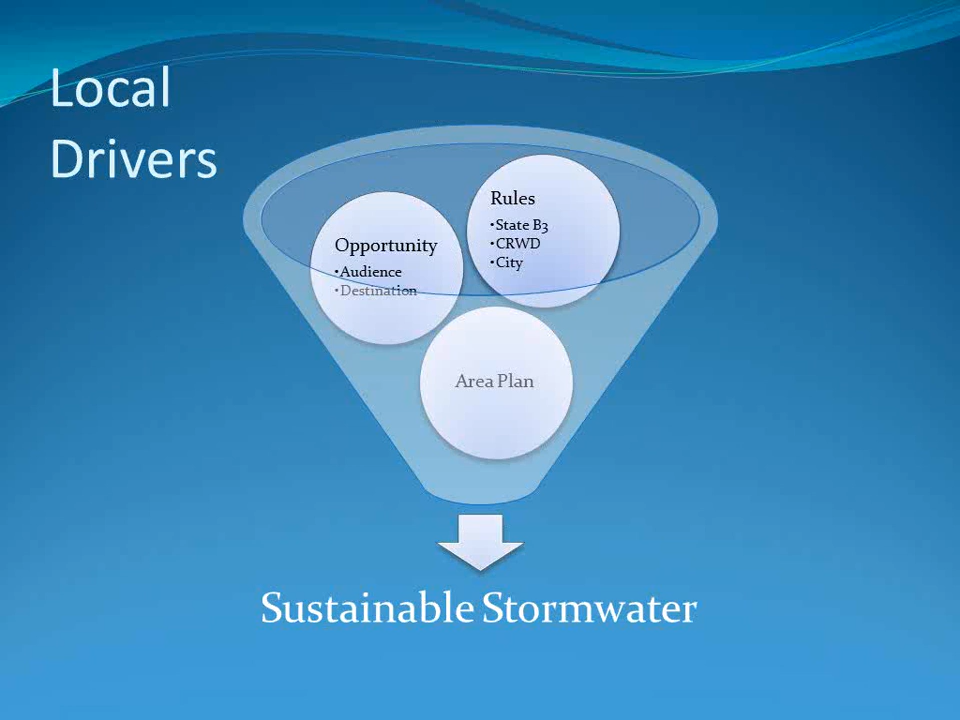 Local
Drivers
Rules
•State B3
•CRWD
•City
Opportunity
•Audience
•Destination
Area Plan
Sustainable Stormwater